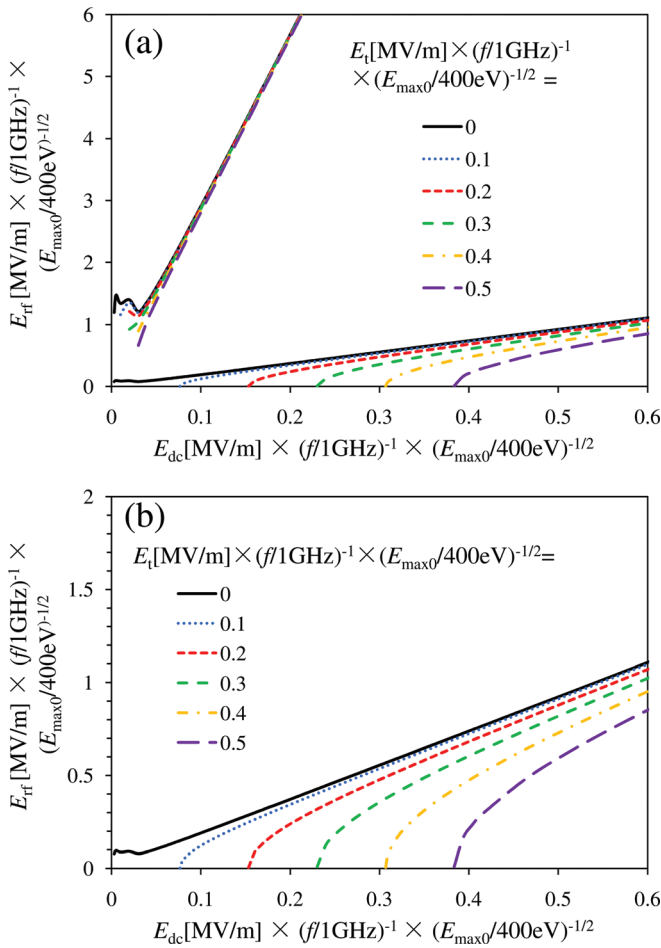 (a)
Et[MV/m]×(f/1GHz)-1
×(Emax0/400eV)-1/2 =
0
0.1
0.2
0.3
0.4
0.5
6
5
4
3
2
1
0
Erf [MV/m] × (f/1GHz)-1 ×
(Emax0/400eV)-1/2
0.1 0.2 0.3 0.4 0.5 0.6
Edc[MV/m] × (f/1GHz)-1 × (Emax0/400eV)-1/2
(b)
Et[MV/m]×(f/1GHz)-1×(Emax0/400eV)-1/2=
0
0.1
0.2
0.3
0.4
0.5
2
1.5
1
0.5
0
Erf [MV/m] × (f/1GHz)-1 ×
(Emax0/400eV)-1/2
0 0.1 0.2 0.3 0.4 0.5 0.6
Edc[MV/m] × (f/1GHz)-1 × (Emax0/400eV)-1/2